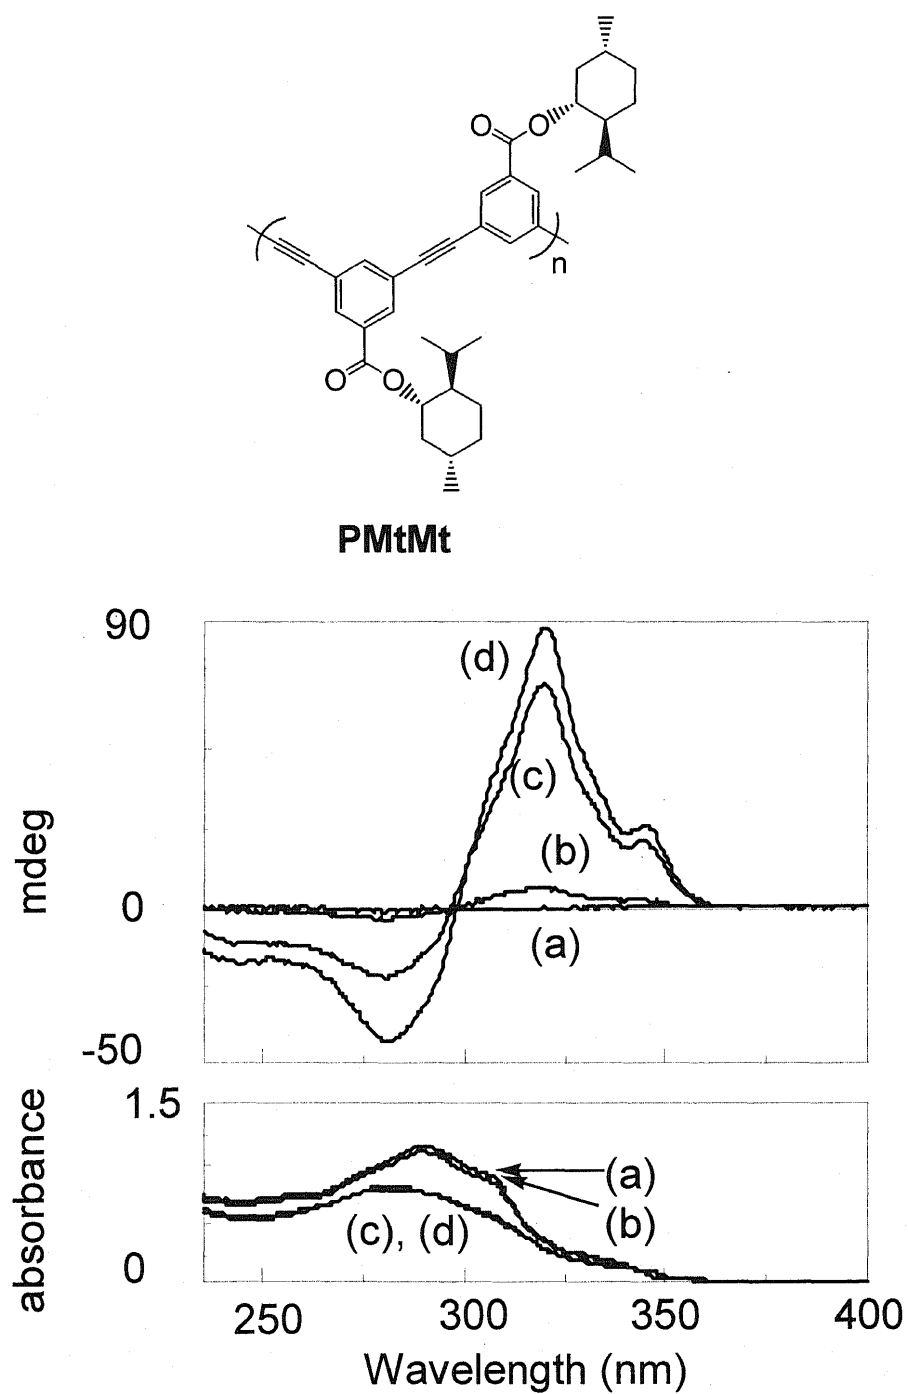 O
O
n
O
O
PMtMt
90
(d)
(c)
mdeg
(b)
0
(a)
-50
1.5
absorbance
(a)
(b)
(c), (d)
0
250 300 350 400
Wavelength (nm)